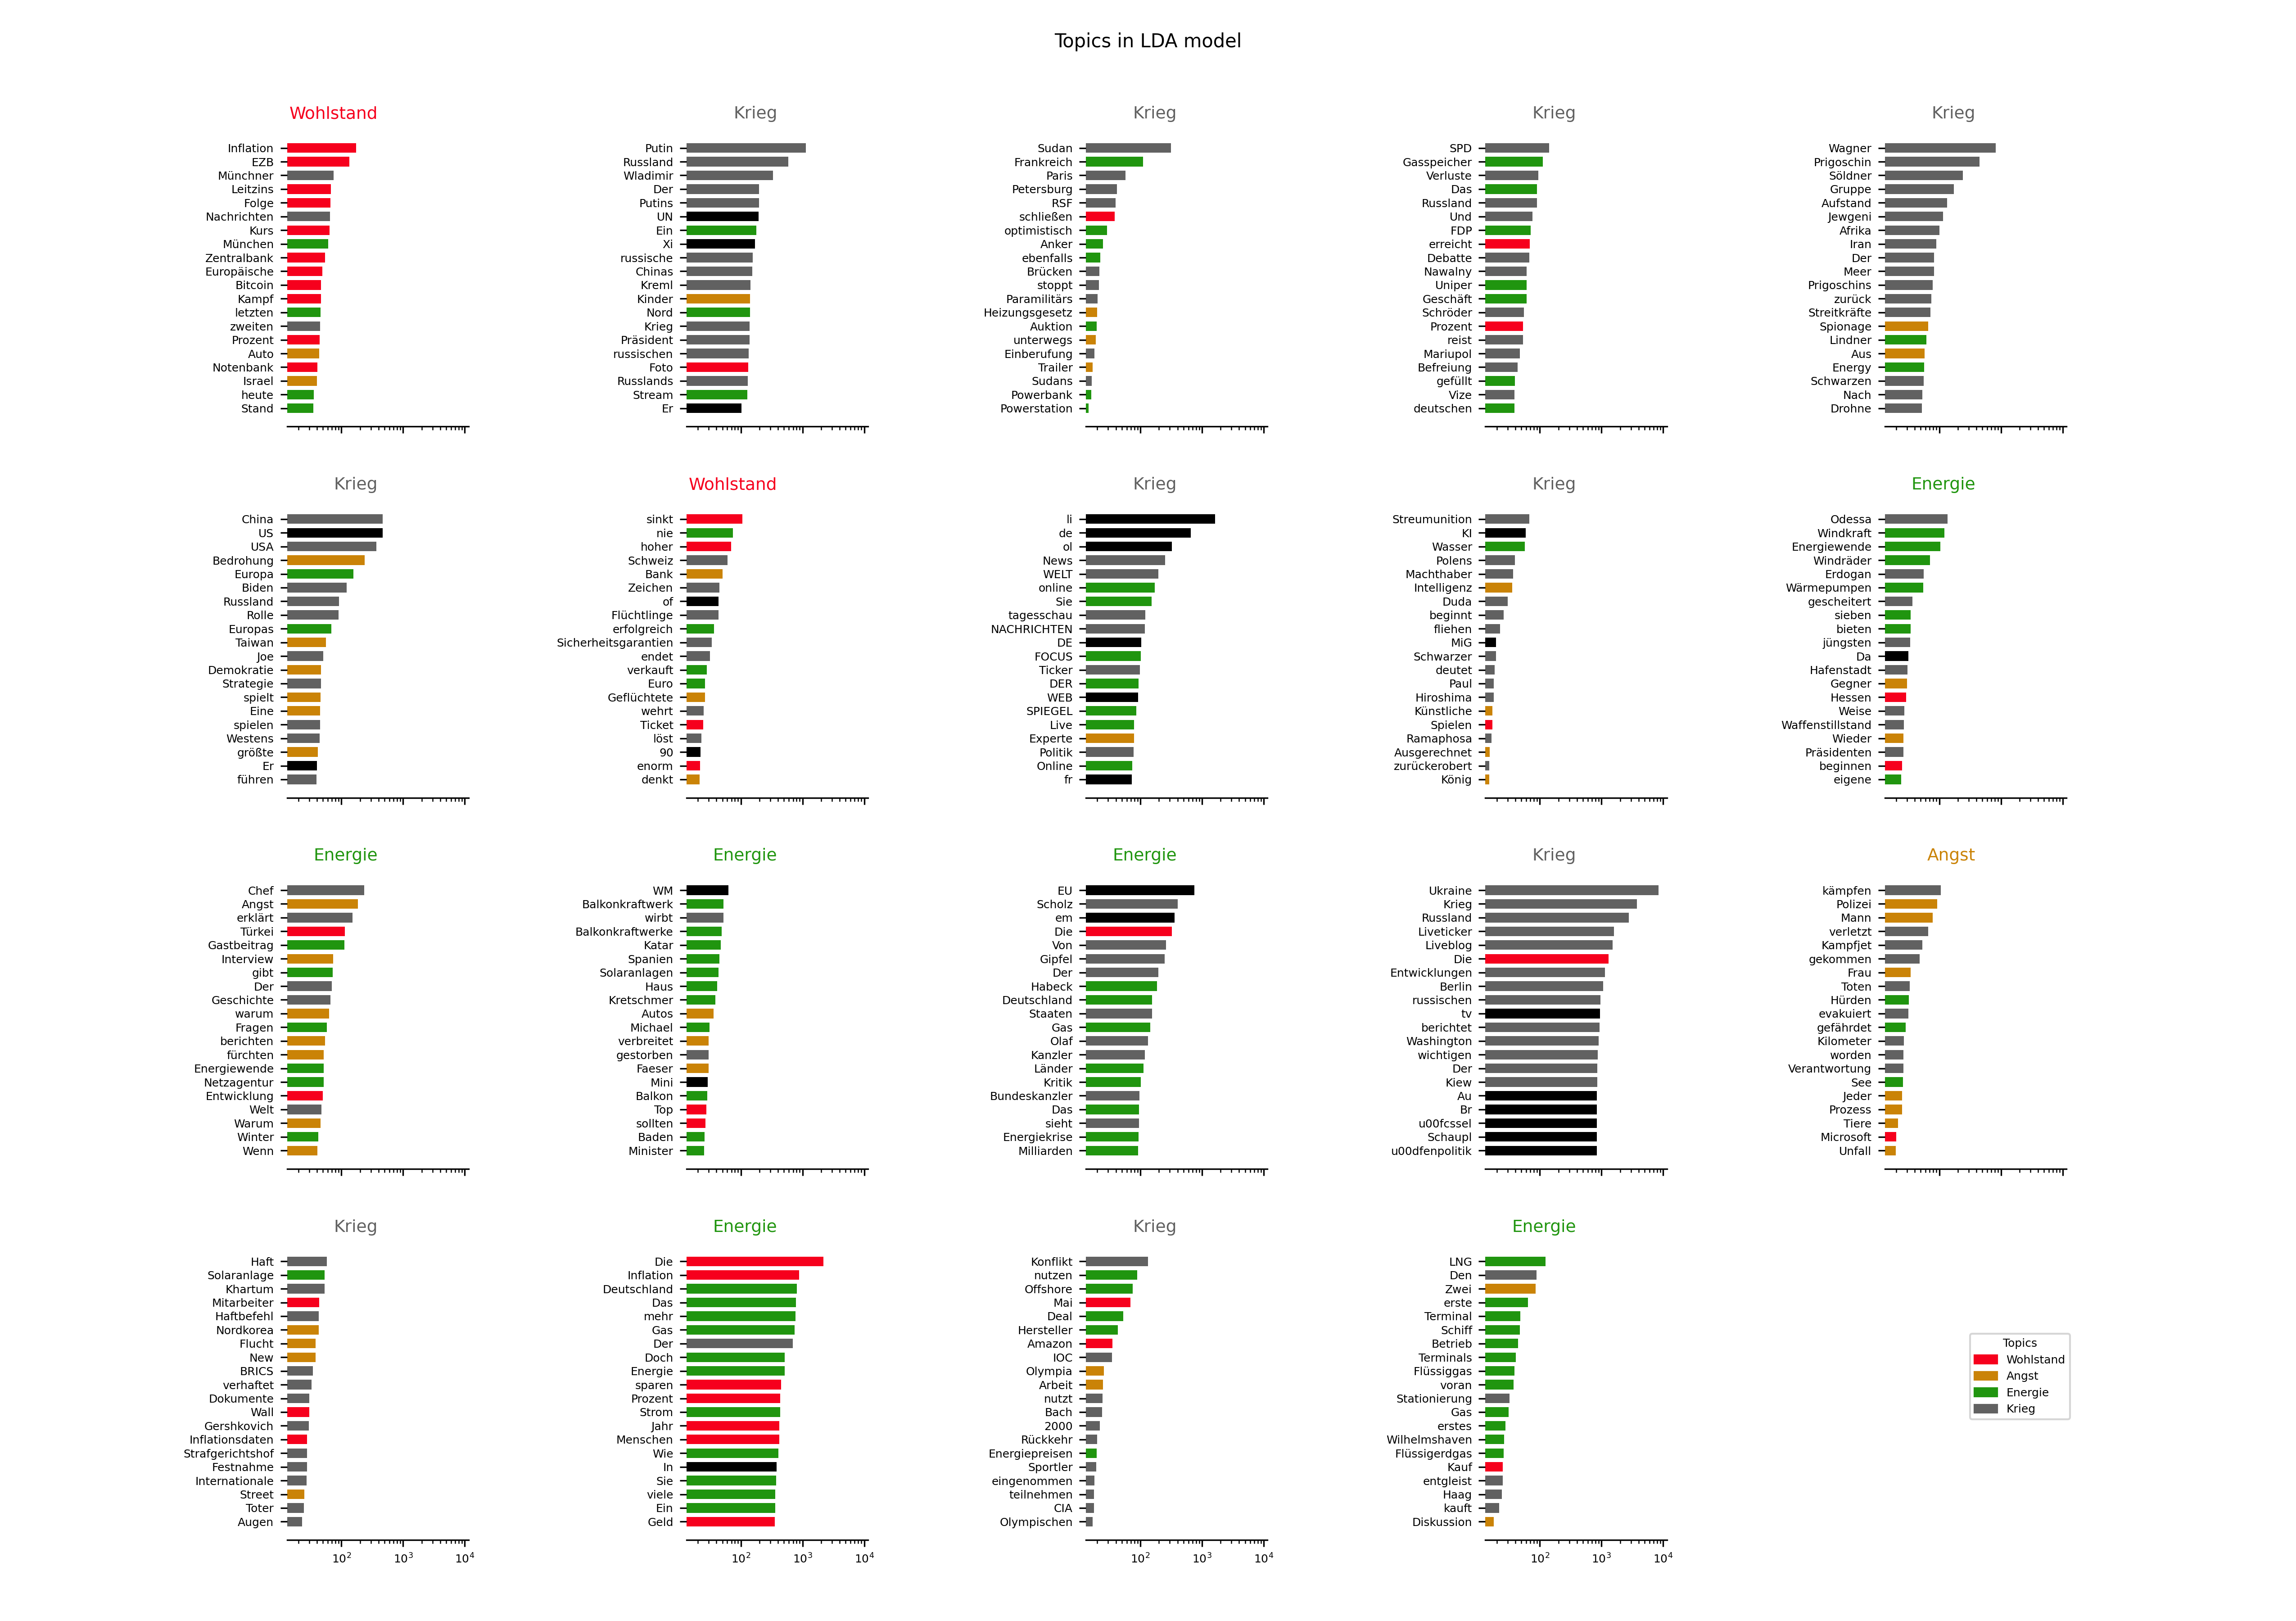 Topics in LDA model
Wohlstand
Inflation
EZB
Münchner
Leitzins
Folge
Nachrichten
Kurs
München
Zentralbank
Europäische
Bitcoin
Kampf
letzten
zweiten
Prozent
Auto
Notenbank
Israel
heute
Stand
Krieg
Putin
Russland
Wladimir
Der
Putins
UN
Ein
Xi
russische
Chinas
Kreml
Kinder
Nord
Krieg
Präsident
russischen
Foto
Russlands
Stream
Er
Krieg
Sudan
Frankreich
Paris
Petersburg
RSF
schließen
optimistisch
Anker
ebenfalls
Brücken
stoppt
Paramilitärs
Heizungsgesetz
Auktion
unterwegs
Einberufung
Trailer
Sudans
Powerbank
Powerstation
Krieg
SPD
Gasspeicher
Verluste
Das
Russland
Und
FDP
erreicht
Debatte
Nawalny
Uniper
Geschäft
Schröder
Prozent
reist
Mariupol
Befreiung
gefüllt
Vize
deutschen
Krieg
Wagner
Prigoschin
Söldner
Gruppe
Aufstand
Jewgeni
Afrika
Iran
Der
Meer
Prigoschins
zurück
Streitkräfte
Spionage
Lindner
Aus
Energy
Schwarzen
Nach
Drohne
Krieg
China
US
USA
Bedrohung
Europa
Biden
Russland
Rolle
Europas
Taiwan
Joe
Demokratie
Strategie
spielt
Eine
spielen
Westens
größte
Er
führen
Wohlstand
sinkt
nie
hoher
Schweiz
Bank
Zeichen
of
Flüchtlinge
erfolgreich
Sicherheitsgarantien
endet
verkauft
Euro
Geflüchtete
wehrt
Ticket
löst
90
enorm
denkt
Krieg
li
de
ol
News
WELT
online
Sie
tagesschau
NACHRICHTEN
DE
FOCUS
Ticker
DER
WEB
SPIEGEL
Live
Experte
Politik
Online
fr
Krieg
Streumunition
KI
Wasser
Polens
Machthaber
Intelligenz
Duda
beginnt
fliehen
MiG
Schwarzer
deutet
Paul
Hiroshima
Künstliche
Spielen
Ramaphosa
Ausgerechnet
zurückerobert
König
Energie
Odessa
Windkraft
Energiewende
Windräder
Erdogan
Wärmepumpen
gescheitert
sieben
bieten
jüngsten
Da
Hafenstadt
Gegner
Hessen
Weise
Waffenstillstand
Wieder
Präsidenten
beginnen
eigene
Energie
Chef
Angst
erklärt
Türkei
Gastbeitrag
Interview
gibt
Der
Geschichte
warum
Fragen
berichten
fürchten
Energiewende
Netzagentur
Entwicklung
Welt
Warum
Winter
Wenn
Energie
WM
Balkonkraftwerk
wirbt
Balkonkraftwerke
Katar
Spanien
Solaranlagen
Haus
Kretschmer
Autos
Michael
verbreitet
gestorben
Faeser
Mini
Balkon
Top
sollten
Baden
Minister
Energie
EU
Scholz
em
Die
Von
Gipfel
Der
Habeck
Deutschland
Staaten
Gas
Olaf
Kanzler
Länder
Kritik
Bundeskanzler
Das
sieht
Energiekrise
Milliarden
Krieg
Ukraine
Krieg
Russland
Liveticker
Liveblog
Die
Entwicklungen
Berlin
russischen
tv
berichtet
Washington
wichtigen
Der
Kiew
Au
Br
u00fcssel
Schaupl
u00dfenpolitik
Angst
kämpfen
Polizei
Mann
verletzt
Kampfjet
gekommen
Frau
Toten
Hürden
evakuiert
gefährdet
Kilometer
worden
Verantwortung
See
Jeder
Prozess
Tiere
Microsoft
Unfall
Krieg
Haft
Solaranlage
Khartum
Mitarbeiter
Haftbefehl
Nordkorea
Flucht
New
BRICS
verhaftet
Dokumente
Wall
Gershkovich
Inflationsdaten
Strafgerichtshof
Festnahme
Internationale
Street
Toter
Augen
10² 10³ 10⁴
Energie
Die
Inflation
Deutschland
Das
mehr
Gas
Der
Doch
Energie
sparen
Prozent
Strom
Jahr
Menschen
Wie
In
Sie
viele
Ein
Geld
10² 10³ 10⁴
Krieg
Konflikt
nutzen
Offshore
Mai
Deal
Hersteller
Amazon
IOC
Olympia
Arbeit
nutzt
Bach
2000
Rückkehr
Energiepreisen
Sportler
eingenommen
teilnehmen
CIA
Olympischen
10² 10³ 10⁴
Energie
LNG
Den
Zwei
erste
Terminal
Schiff
Betrieb
Terminals
Flüssiggas
voran
Stationierung
Gas
erstes
Wilhelmshaven
Flüssigerdgas
Kauf
entgleist
Haag
kauft
Diskussion
10² 10³ 10⁴
Topics
Wohlstand
Angst
Energie
Krieg